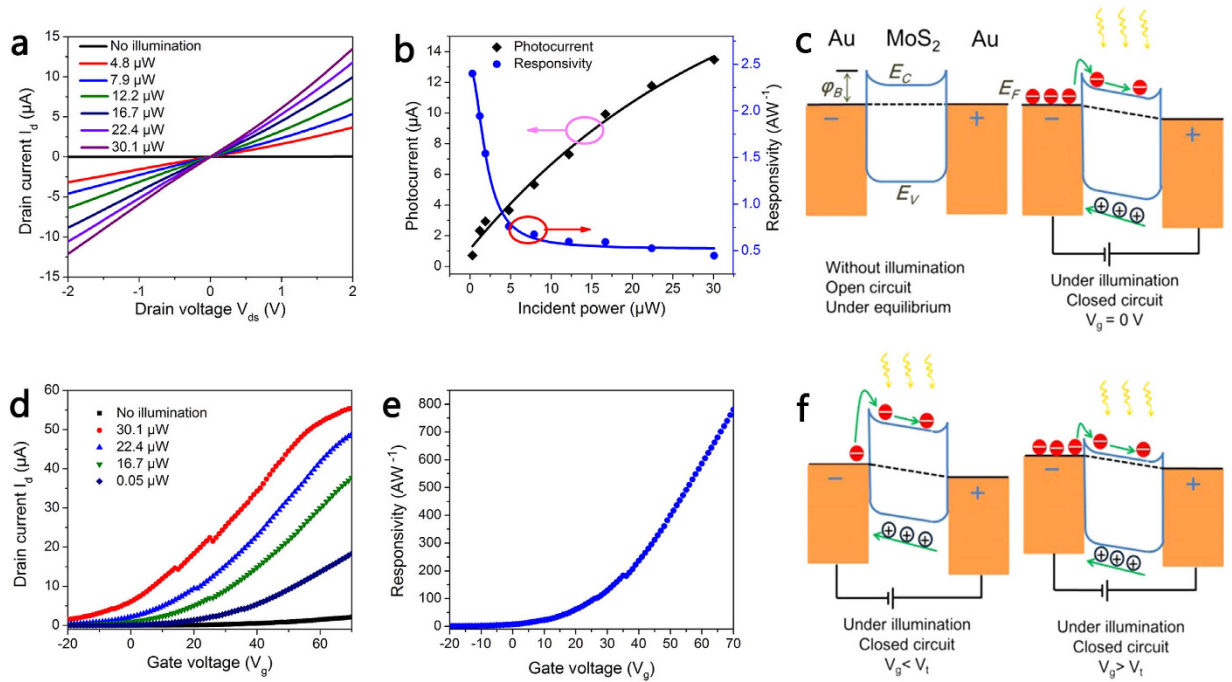 a
No illumination
4.8 µW
7.9 µW
12.2 µW
16.7 µW
22.4 µW
30.1 µW
Drain current I_d (µA)
15
10
5
0
-5
-10
-15
-2
-1
0
1
2
Drain voltage V_ds (V)
b
Photocurrent
Responsivity
Photocurrent (µA)
14
12
10
8
6
4
2
0
0
5
10
15
20
25
30
Incident power (µW)
2.5
2.0
1.5
1.0
0.5
Responsivity (AW⁻¹)
c
Au MoS₂ Au
φ_B
E_C
E_V
− +
Without illumination
Open circuit
Under equilibrium
E_F
− +
Under illumination
Closed circuit
V_g = 0 V
d
No illumination
30.1 µW
22.4 µW
16.7 µW
0.05 µW
Drain current I_d (µA)
60
50
40
30
20
10
0
-20
0
20
40
60
Gate voltage (V_g)
e
Responsivity (AW⁻¹)
800
700
600
500
400
300
200
100
0
-20
-10
0
10
20
30
40
50
60
70
Gate voltage (V_g)
f
− +
Under illumination
Closed circuit
V_g< V_t
− +
Under illumination
Closed circuit
V_g> V_t